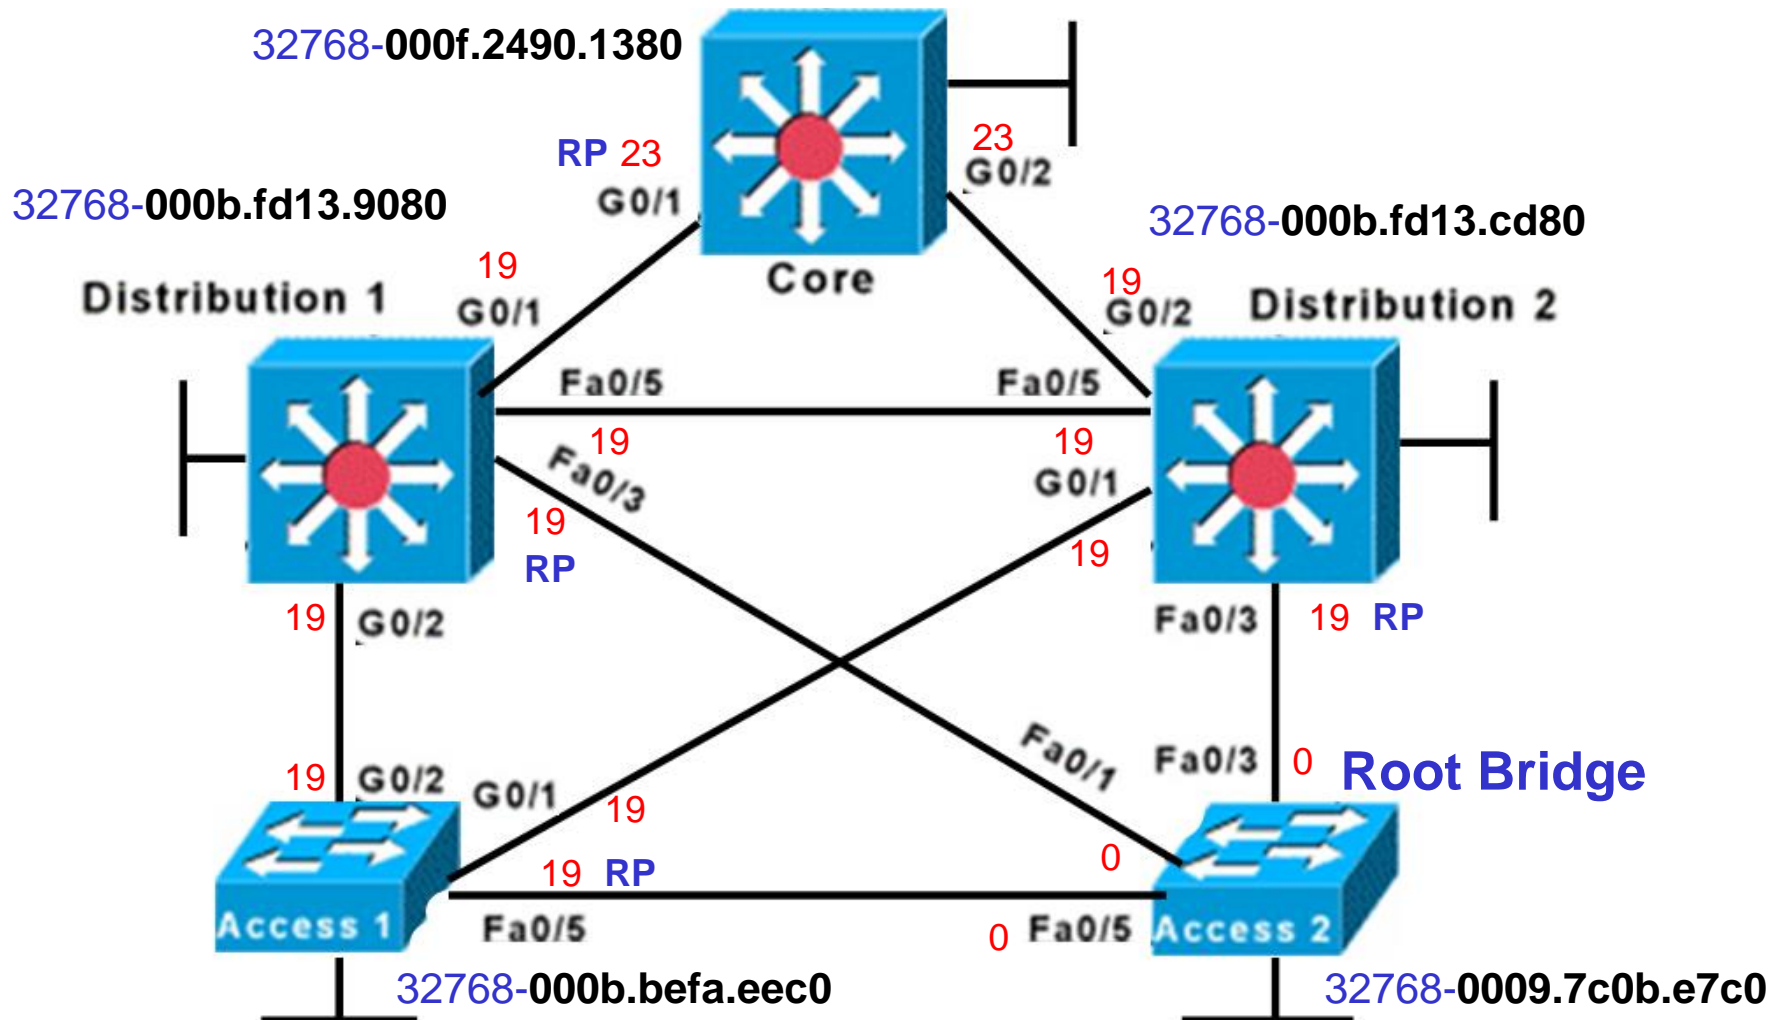 32768-000f.2490.1380
RP 23
23
G0/1
G0/2
Core
32768-000b.fd13.9080
32768-000b.fd13.cd80
Distribution 1
19
G0/1
19
G0/2
Distribution 2
Fa0/5
Fa0/5
19
19
Fa0/3
G0/1
19
RP
19
19
G0/2
Fa0/3
19 RP
19
G0/2
G0/1
19
Fa0/1
Fa0/3
0
Root Bridge
19 RP
0
Access 1
Fa0/5
0
Fa0/5
Access 2
32768-000b.befa.eec0
32768-0009.7c0b.e7c0